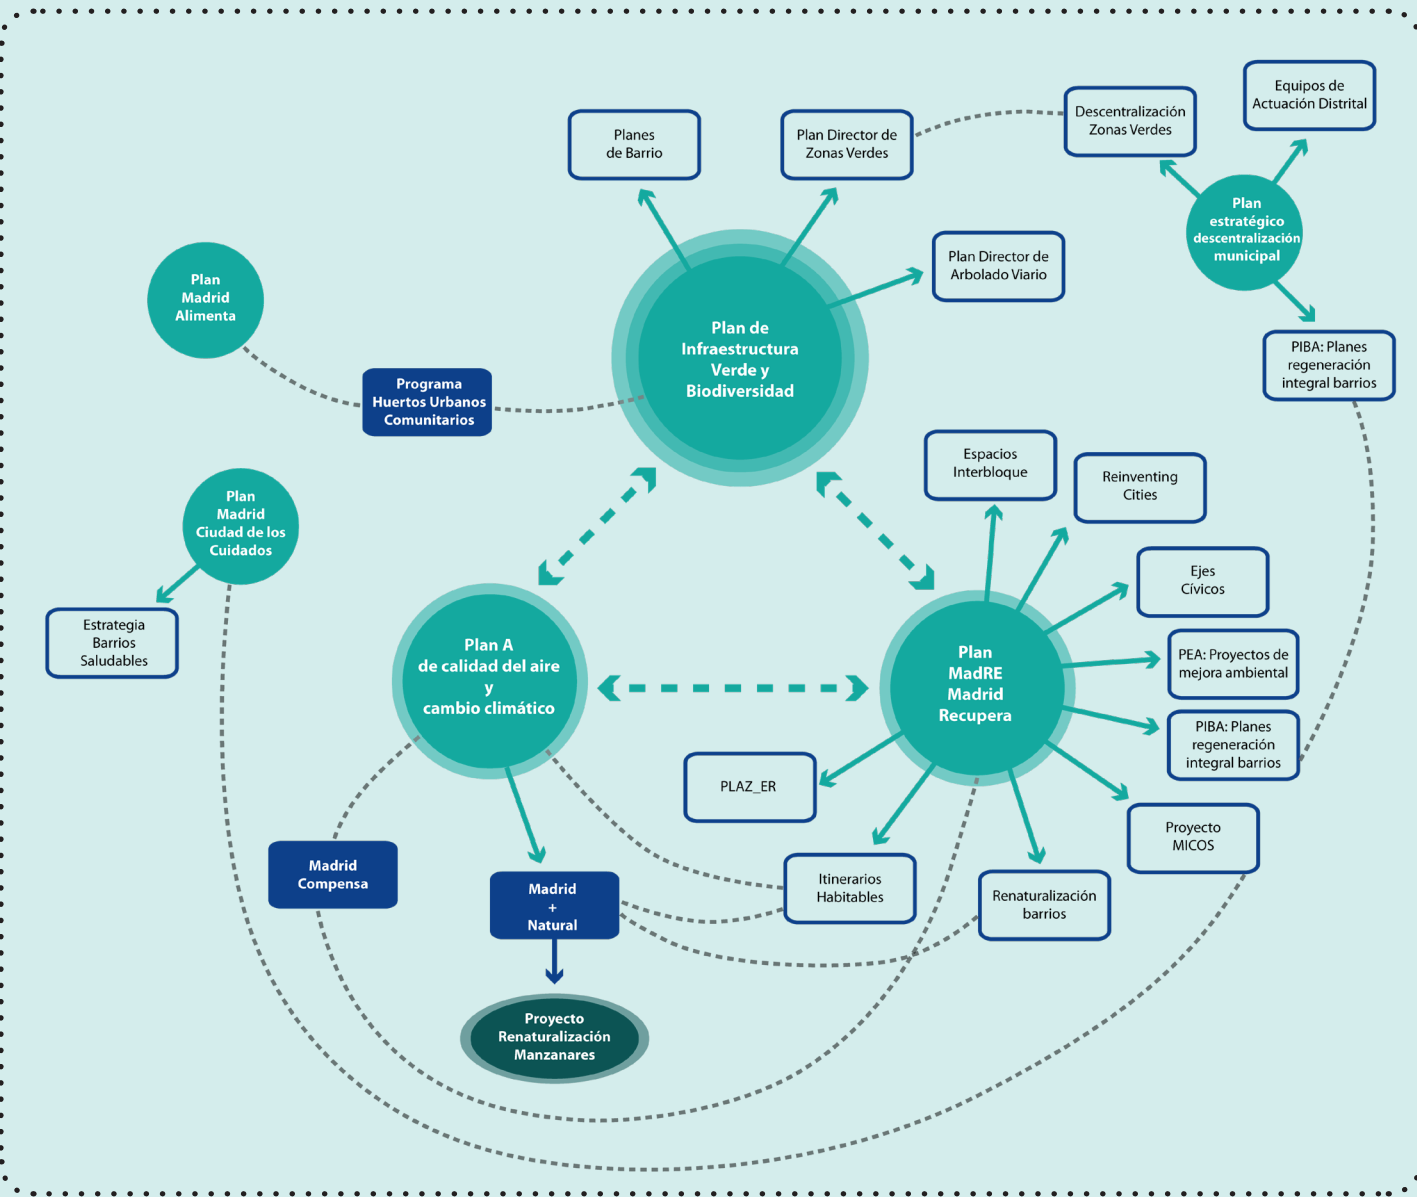 Equipos de
Actuación Distrital
Descentralización
Zonas Verdes
Planes
de Barrio
Plan Director de
Zonas Verdes
Plan
estratégico
descentralización
municipal
Plan Director de
Arbolado Viario
Plan
Madrid
Alimenta
Plan de
Infraestructura
Verde y
Biodiversidad
PIBA: Planes
regeneración
integral barrios
Programa
Huertos Urbanos
Comunitarios
Espacios
Interbloque
Reinventing
Cities
Plan
Madrid
Ciudad de los
Cuidados
Ejes
Cívicos
Estrategia
Barrios
Saludables
Plan A
de calidad del aire
y
cambio climático
Plan
MadRE
Madrid
Recupera
PEA: Proyectos de
mejora ambiental
PIBA: Planes
regeneración
integral barrios
PLAZ_ER
Proyecto
MICOS
Madrid
Compensa
Madrid
+
Natural
Itinerarios
Habitables
Renaturalización
barrios
Proyecto
Renaturalización
Manzanares